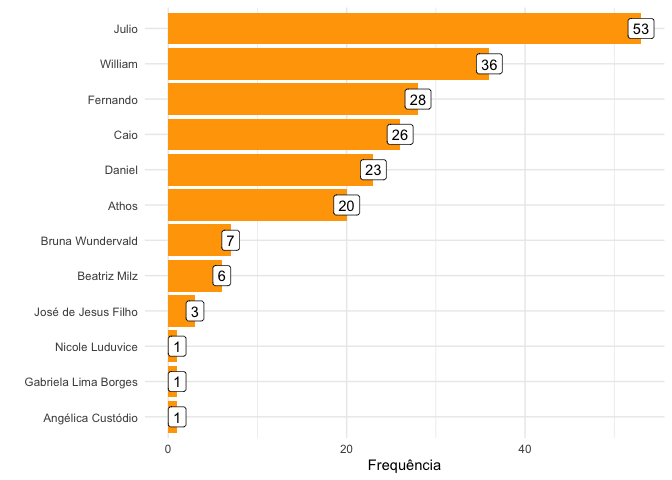 Julio 53
William 36
Fernando 28
Caio 26
Daniel 23
Athos 20
Bruna Wundervald 7
Beatriz Milz 6
José de Jesus Filho 3
Nicole Luduvice 1
Gabriela Lima Borges 1
Angélica Custódio 1
0 20 40
Frequência